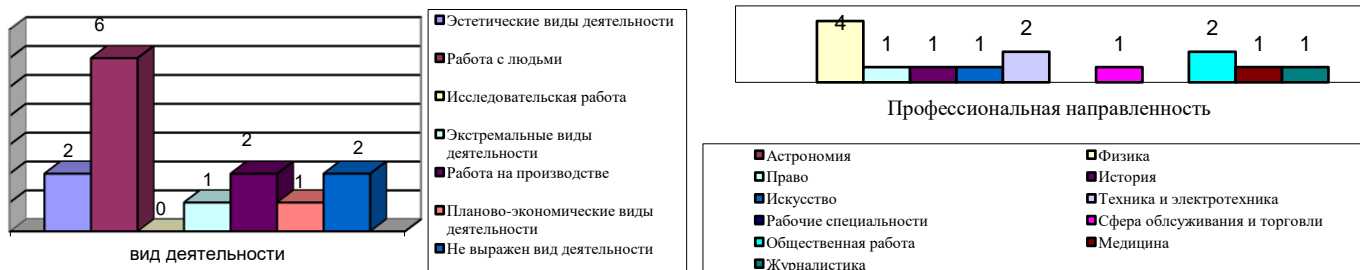 6
2
0
1
2
1
2
вид деятельности
Эстетические виды деятельности
Работа с людьми
Исследовательская работа
Экстремальные виды
деятельности
Работа на производстве
Планово-экономические виды
деятельности
Не выражен вид деятельности
4
1
1
1
2
1
2
1
1
Профессиональная направленность
Астрономия
Физика
Право
История
Искусство
Техника и электротехника
Рабочие специальности
Сфера облсуживания и торговли
Общественная работа
Медицина
Журналистика